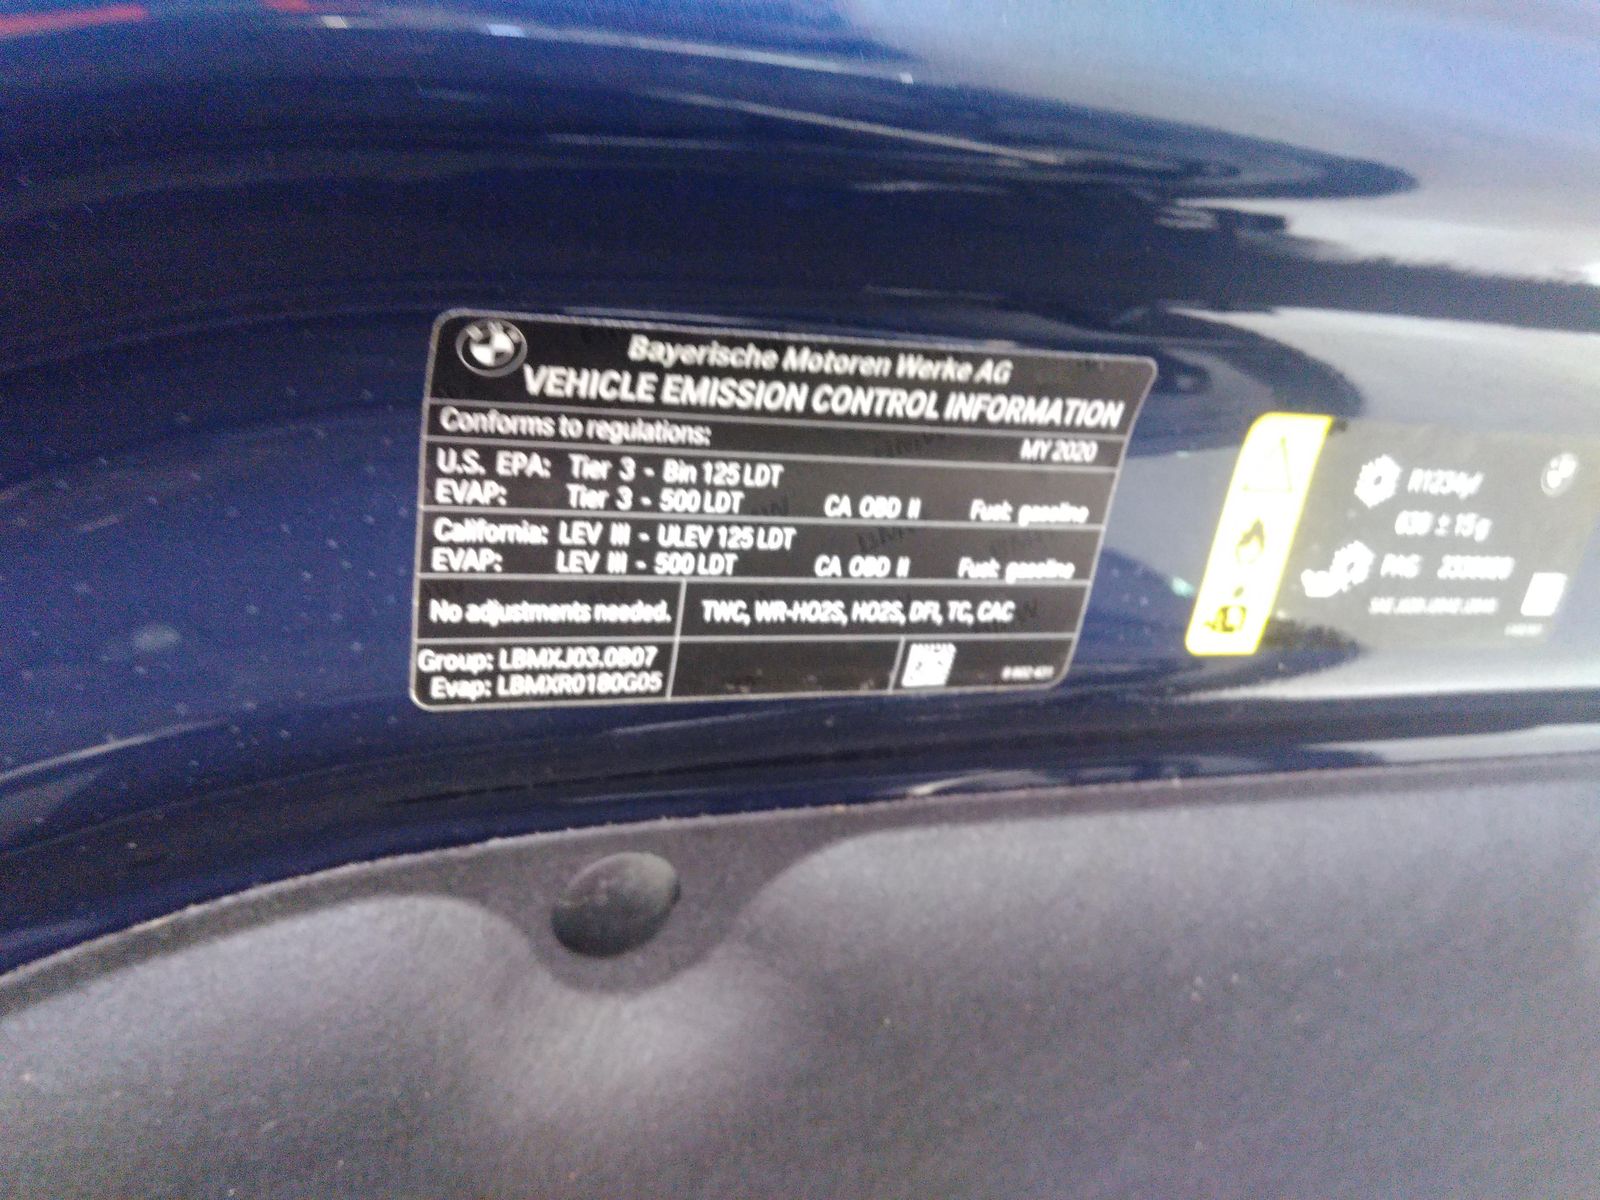 Bayerische Motoren Werke AG
VEHICLE EMISSION CONTROL INFORMATION
Conforms to regulations: MY 2020
U.S. EPA: Tier 3 - Bin 125 LDT
EVAP: Tier 3 - 500 LDT CA OBD II Fuel: gasoline
California: LEV III - ULEV 125 LDT
EVAP: LEV III - 500 LDT CA OBD II Fuel: gasoline
No adjustments needed. TWC, WR-HO2S, HO2S, DFI, TC, CAC
Group: LBMXJ03.0B07
Evap: LBMXR0180G05
± 15g
PAG